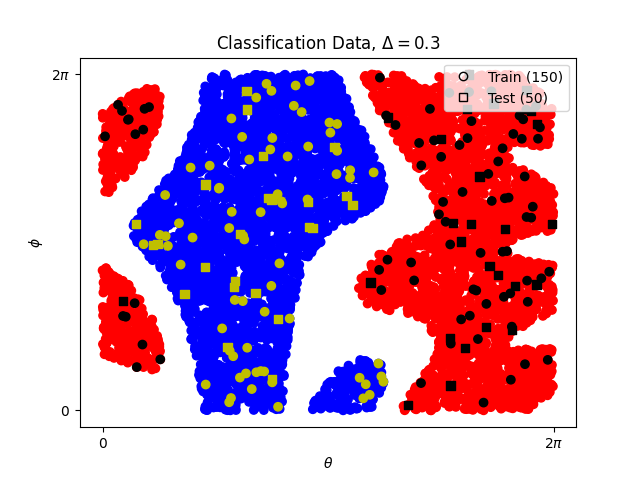 Classification Data, Δ = 0.3
2π
Train (150)
Test (50)
ϕ
0
0
2π
θ